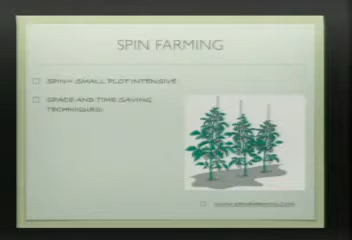 SPIN FARMING
SPIN = SMALL PLOT INTENSIVE
SPACE AND TIME SAVING
TECHNIQUES: